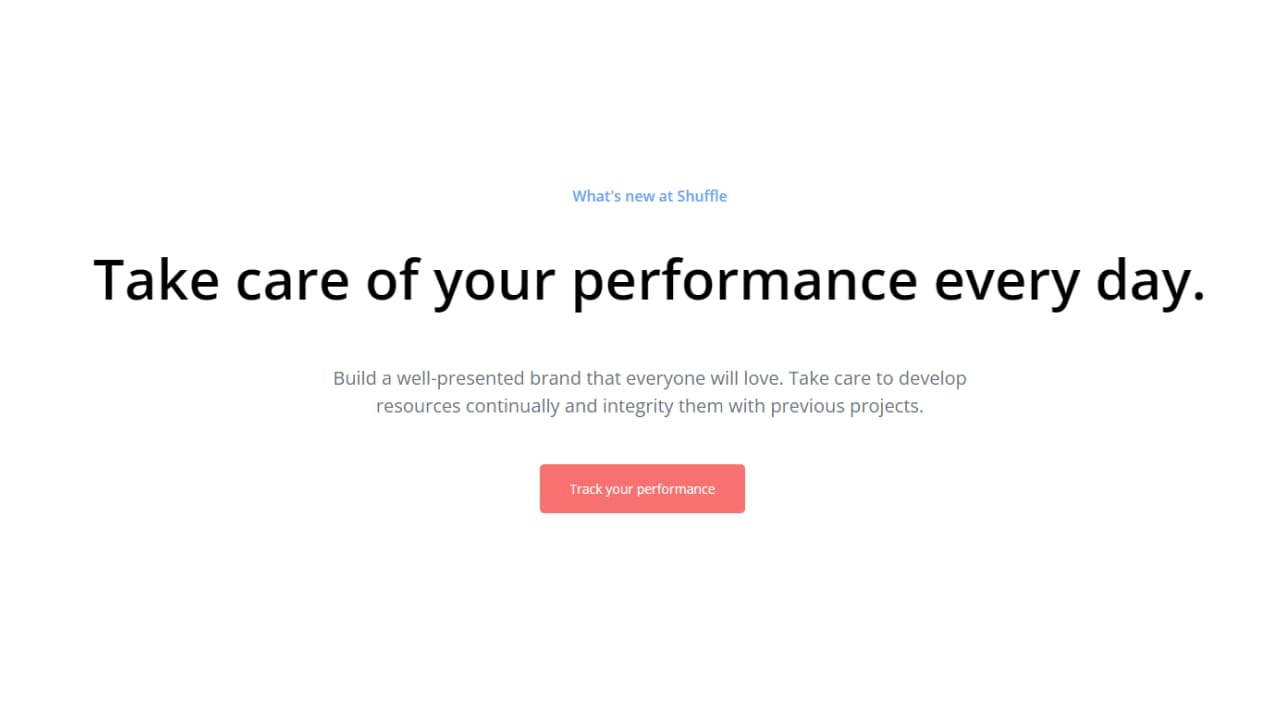 What's new at Shuffle
Take care of your performance every day.
Build a well-presented brand that everyone will love. Take care to develop
resources continually and integrity them with previous projects.
Track your performance